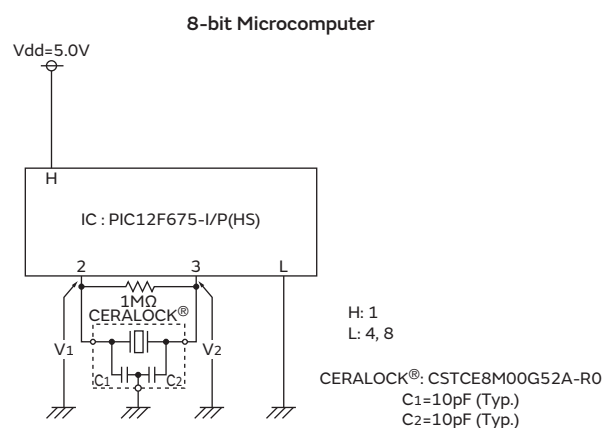 8-bit Microcomputer
Vdd=5.0V
H
IC : PIC12F675-I/P(HS)
2
3
L
1MΩ
CERALOCK®
V1
V2
C1
C2
H: 1
L: 4, 8
CERALOCK®: CSTCE8M00G52A-R0
C1=10pF (Typ.)
C2=10pF (Typ.)